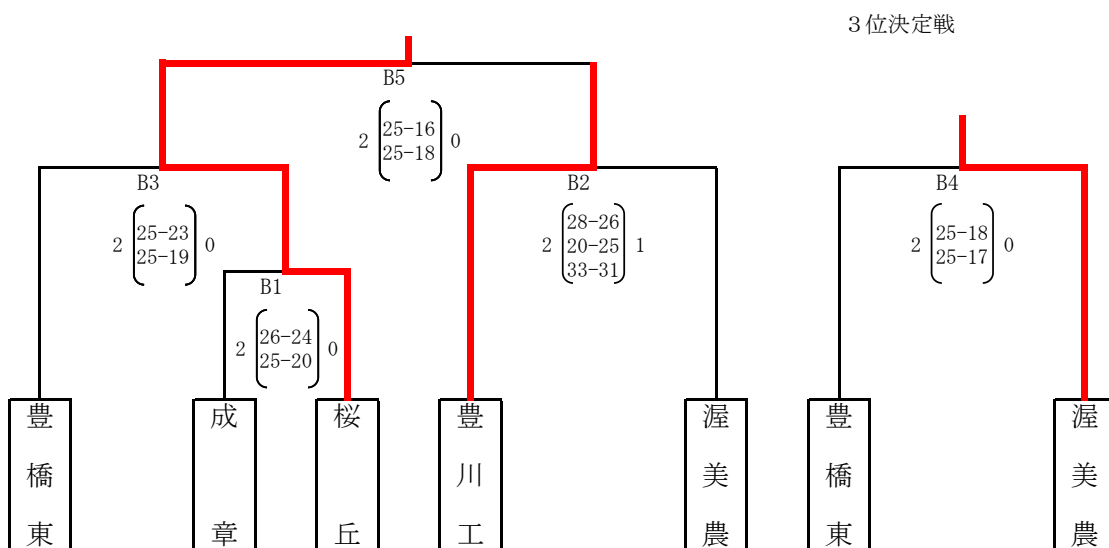 ３位決定戦
B5
2 25-16 0
25-18
B3
2 25-23 0
25-19
B2
2 28-26 1
20-25
33-31
B4
2 25-18 0
25-17
B1
2 26-24 0
25-20
豊橋東
成章
桜丘
豊川工
渥美農
豊橋東
渥美農